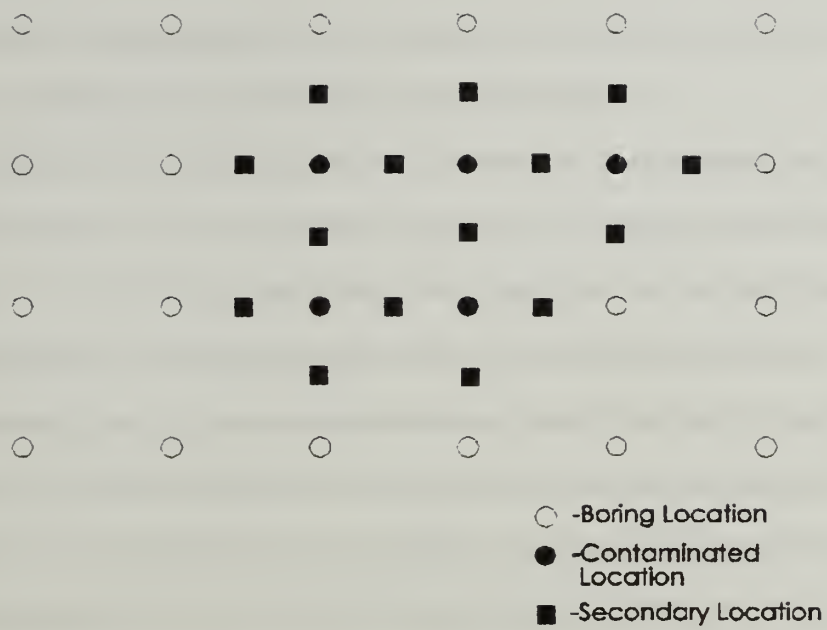 -Boring Location
-Contaminated
Location
-Secondary Location